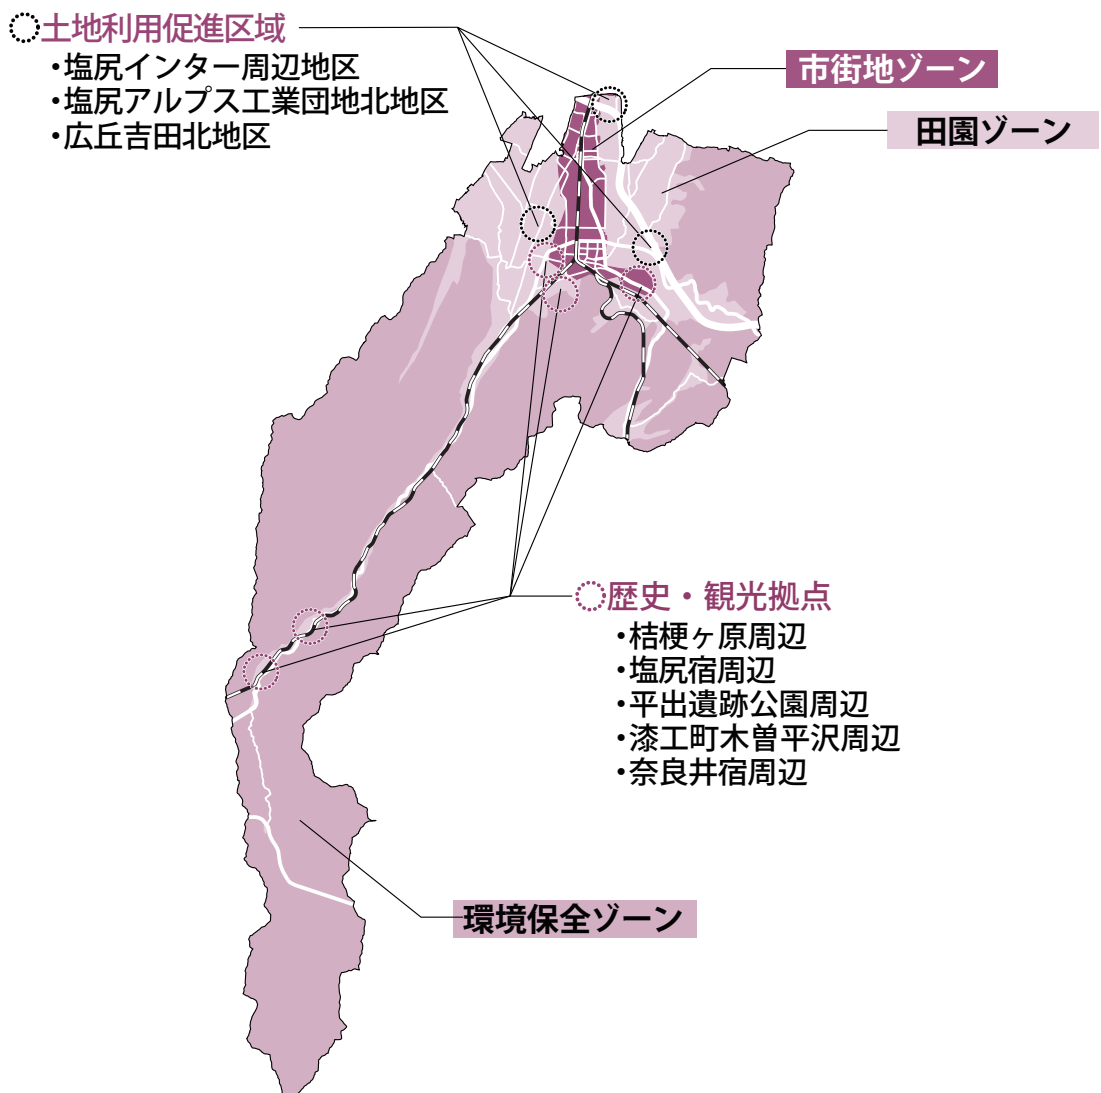 土地利用促進区域
・塩尻インター周辺地区
・塩尻アルプス工業団地北地区
・広丘吉田北地区
市街地ゾーン
田園ゾーン
歴史・観光拠点
・桔梗ヶ原周辺
・塩尻宿周辺
・平出遺跡公園周辺
・漆工町木曽平沢周辺
・奈良井宿周辺
環境保全ゾーン